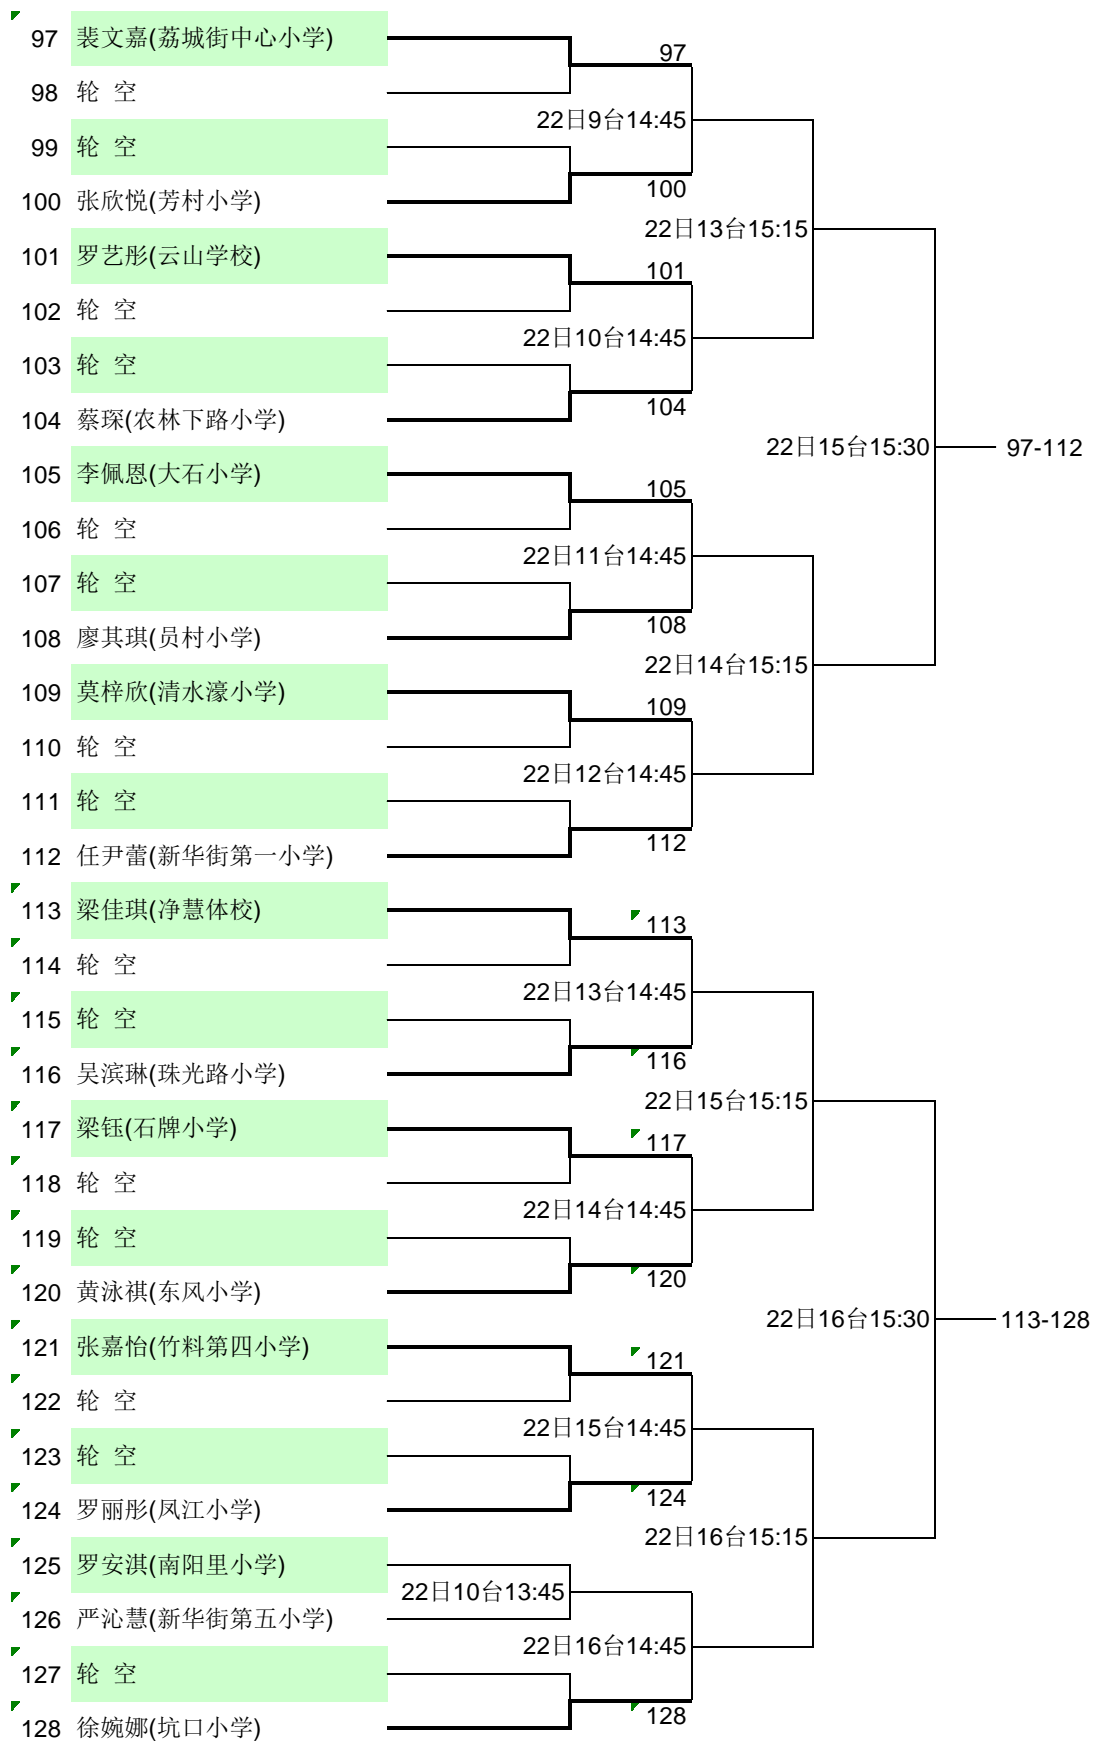 97 裴文嘉(荔城街中心小学)
97
98 轮 空
22日9台14:45
99 轮 空
100
100 张欣悦(芳村小学)
22日13台15:15
101 罗艺彤(云山学校)
101
102 轮 空
22日10台14:45
103 轮 空
104
104 蔡琛(农林下路小学)
22日15台15:30
97-112
105 李佩恩(大石小学)
105
106 轮 空
22日11台14:45
107 轮 空
108
108 廖其琪(员村小学)
22日14台15:15
109 莫梓欣(清水濠小学)
109
110 轮 空
22日12台14:45
111 轮 空
112
112 任尹蕾(新华街第一小学)
113 梁佳琪(净慧体校)
113
114 轮 空
22日13台14:45
115 轮 空
116
116 吴滨琳(珠光路小学)
22日15台15:15
117 梁钰(石牌小学)
117
118 轮 空
22日14台14:45
119 轮 空
120
120 黄泳祺(东风小学)
22日16台15:30
113-128
121 张嘉怡(竹料第四小学)
121
122 轮 空
22日15台14:45
123 轮 空
124
124 罗丽彤(凤江小学)
22日16台15:15
125 罗安淇(南阳里小学)
22日10台13:45
126 严沁慧(新华街第五小学)
22日16台14:45
127 轮 空
128
128 徐婉娜(坑口小学)